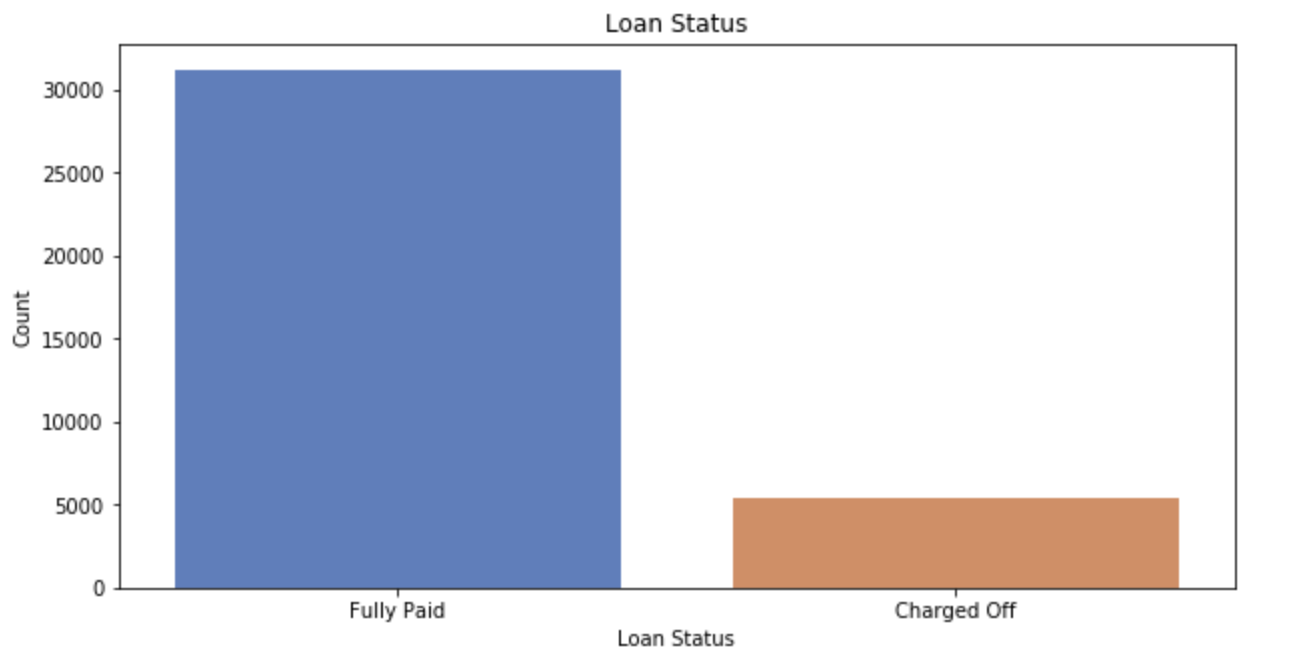 Loan Status
30000
25000
20000
15000
10000
5000
0
Count
Fully Paid Charged Off
Loan Status